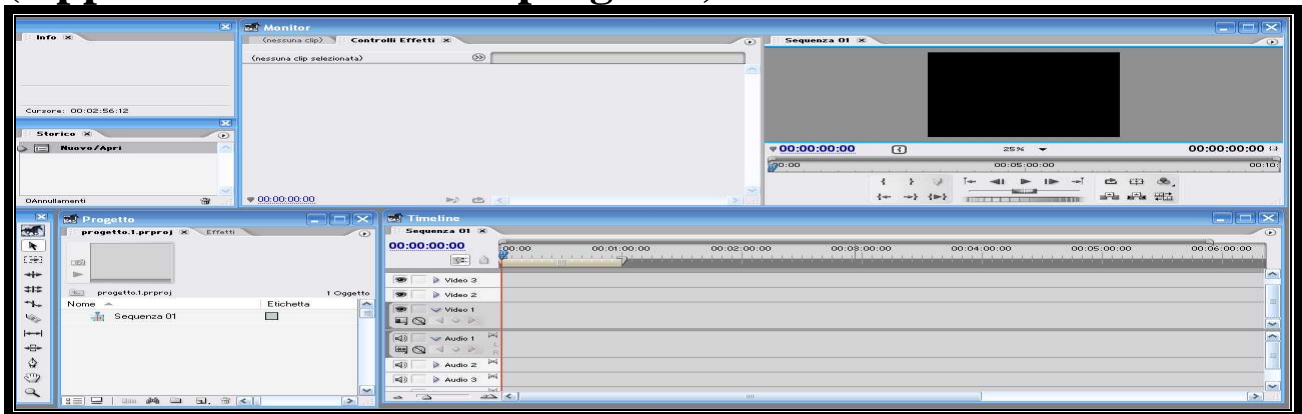 Info
Cursore: 00:02:56:12
Storico
Nuovo/Apri
0Annullamenti
Monitor
(nessuna clip) Controlli Effetti
(nessuna clip selezionata)
00:00:00:00
Sequenza 01
00:00:00:00 25% 00:00:00:00
00:00 00:05:00:00 00:10:
Progetto
progetto.1.prproj Effetti
progetto.1.prproj 1 Oggetto
Nome Etichetta
Sequenza 01
Timeline
Sequenza 01
00:00:00:00
00:00 00:01:00:00 00:02:00:00 00:03:00:00 00:04:00:00 00:05:00:00 00:06:00:00
Video 3
Video 2
Video 1
Audio 1
L
R
Audio 2
Audio 3